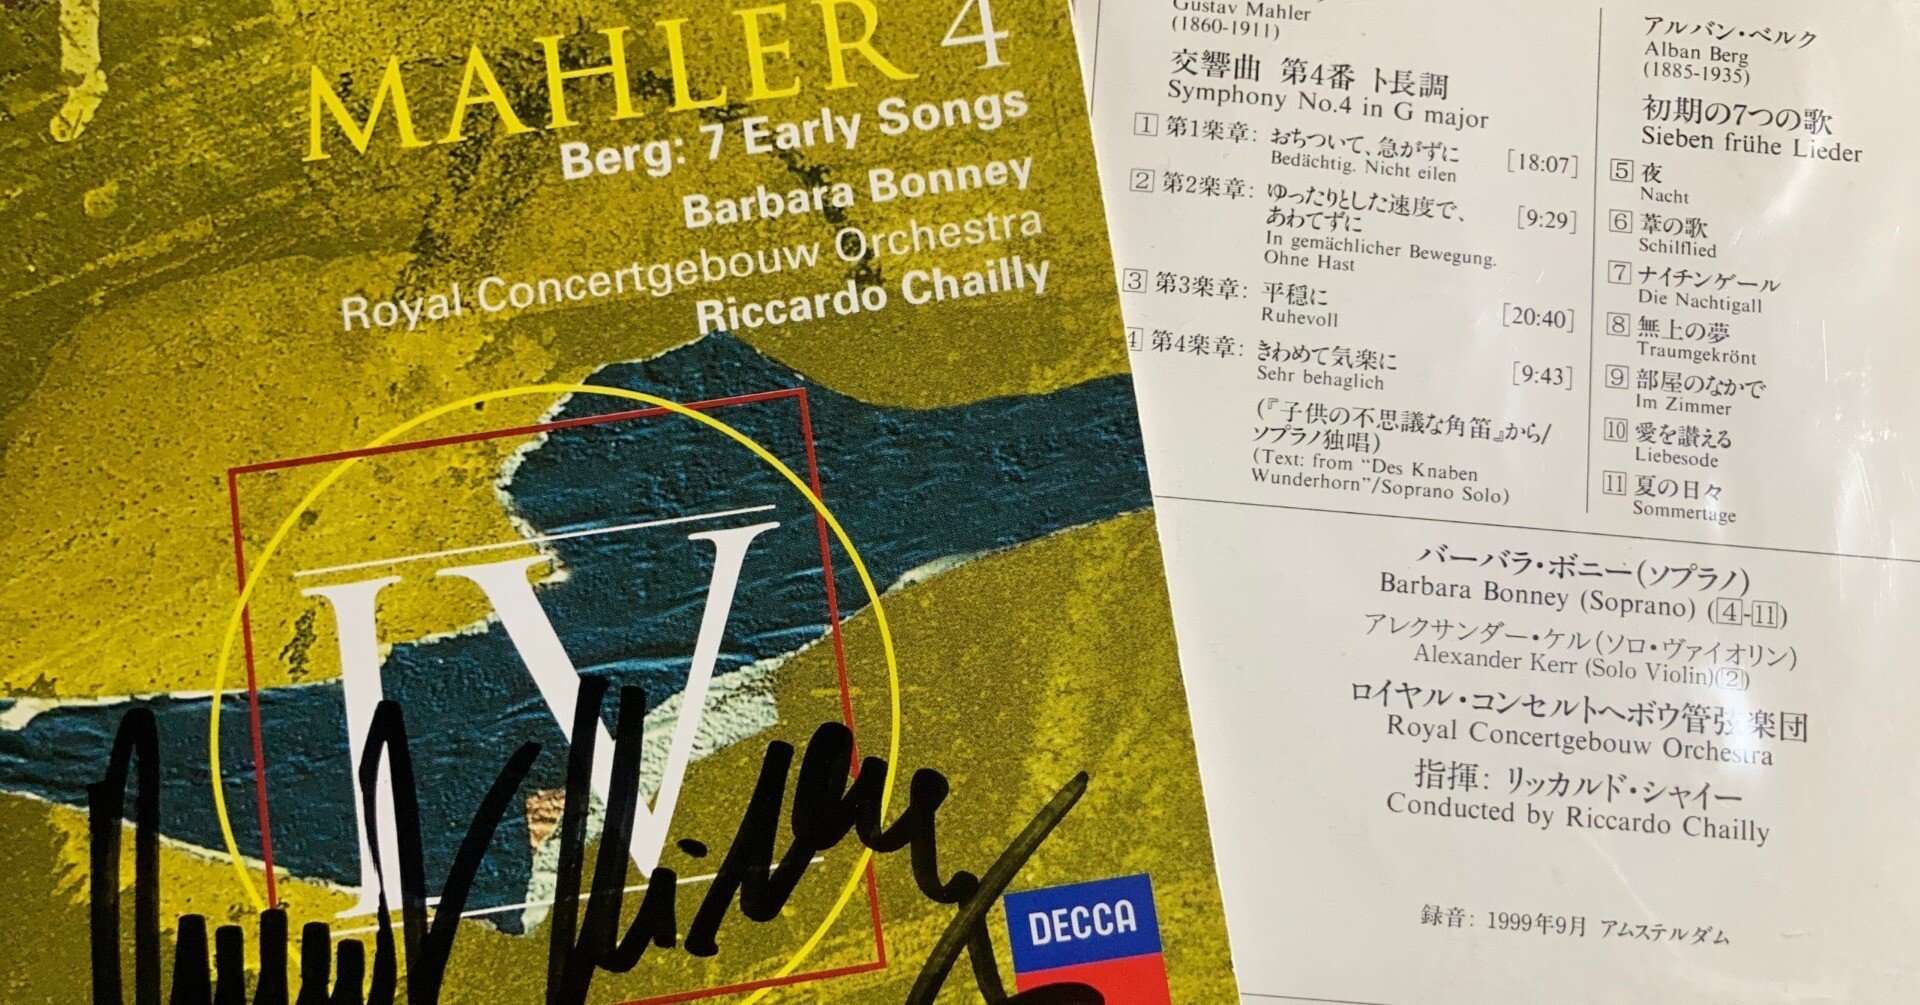 MAHLER 4
Berg: 7 Early Songs
Barbara Bonney
Royal Concertgebouw Orchestra
Riccardo Chailly
IV
DECCA
Gustav Mahler
(1860-1911)
交響曲 第4番 ト長調
Symphony No.4 in G major
1 第1楽章: おちついて、急がずに
Bedächtig. Nicht eilen [18:07]
2 第2楽章: ゆったりとした速度で、
あわてずに [9:29]
In gemächlicher Bewegung.
Ohne Hast
3 第3楽章: 平穏に
Ruhevoll [20:40]
4 第4楽章: きわめて気楽に
Sehr behaglich [9:43]
(『子供の不思議な角笛』から/
ソプラノ独唱)
(Text: from “Des Knaben
Wunderhorn”/Soprano Solo)
アルバン・ベルク
Alban Berg
(1885-1935)
初期の7つの歌
Sieben frühe Lieder
5 夜
Nacht
6 葦の歌
Schilflied
7 ナイチンゲール
Die Nachtigall
8 無上の夢
Traumgekrönt
9 部屋のなかで
Im Zimmer
10 愛を讃える
Liebesode
11 夏の日々
Sommertage
バーバラ・ボニー(ソプラノ)
Barbara Bonney (Soprano) (4-11)
アレクサンダー・ケル(ソロ・ヴァイオリン)
Alexander Kerr (Solo Violin)(2)
ロイヤル・コンセルトヘボウ管弦楽団
Royal Concertgebouw Orchestra
指揮: リッカルド・シャイー
Conducted by Riccardo Chailly
録音: 1999年9月 アムステルダム